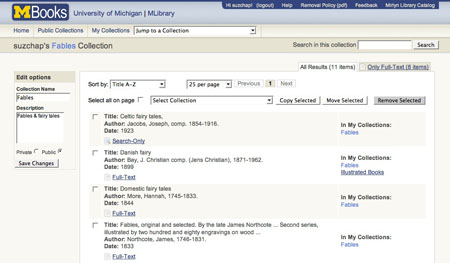 MBooks University of Michigan | MLibrary Hi suzchap! (logout) Help Removal Policy (pdf) Feedback Mirlyn Library Catalog
Home Public Collections My Collections Jump to a Collection
suzchap's Fables Collection Search in this collection Search
All Results (11 items) Only Full-Text (6 items)
Edit options
Collection Name
Fables
Description
Fables & fairy tales
Private Public
Save Changes
Sort by: Title A-Z 25 per page Previous 1 Next
Select all on page Select Collection Copy Selected Move Selected Remove Selected
Title: Celtic fairy tales,
Author: Jacobs, Joseph, comp. 1854-1916.
Date: 1923
Search-Only
In My Collections:
Fables
Title: Danish fairy
Author: Bay, J. Christian comp. (Jens Christian), 1871-1962.
Date: 1899
Full-Text
In My Collections:
Fables
Illustrated Books
Title: Domestic fairy tales
Author: More, Hannah, 1745-1833.
Date: 1844
Full-Text
In My Collections:
Fables
Title: Fables, original and selected. By the late James Northcote ... Second series,
illustrated by two hundred and eighty engravings on wood ...
Author: Northcote, James, 1746-1831.
Date: 1833
Full-Text
In My Collections:
Fables